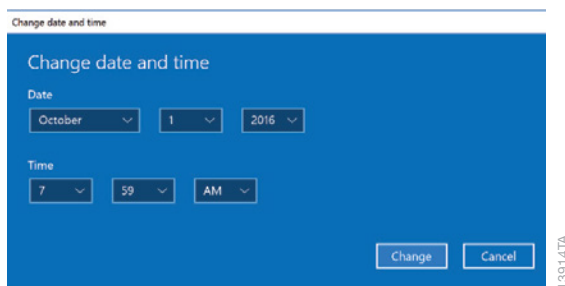 Change date and time
Change date and time
Date
October 1 2016
Time
7 59 AM
Change Cancel
13914TA